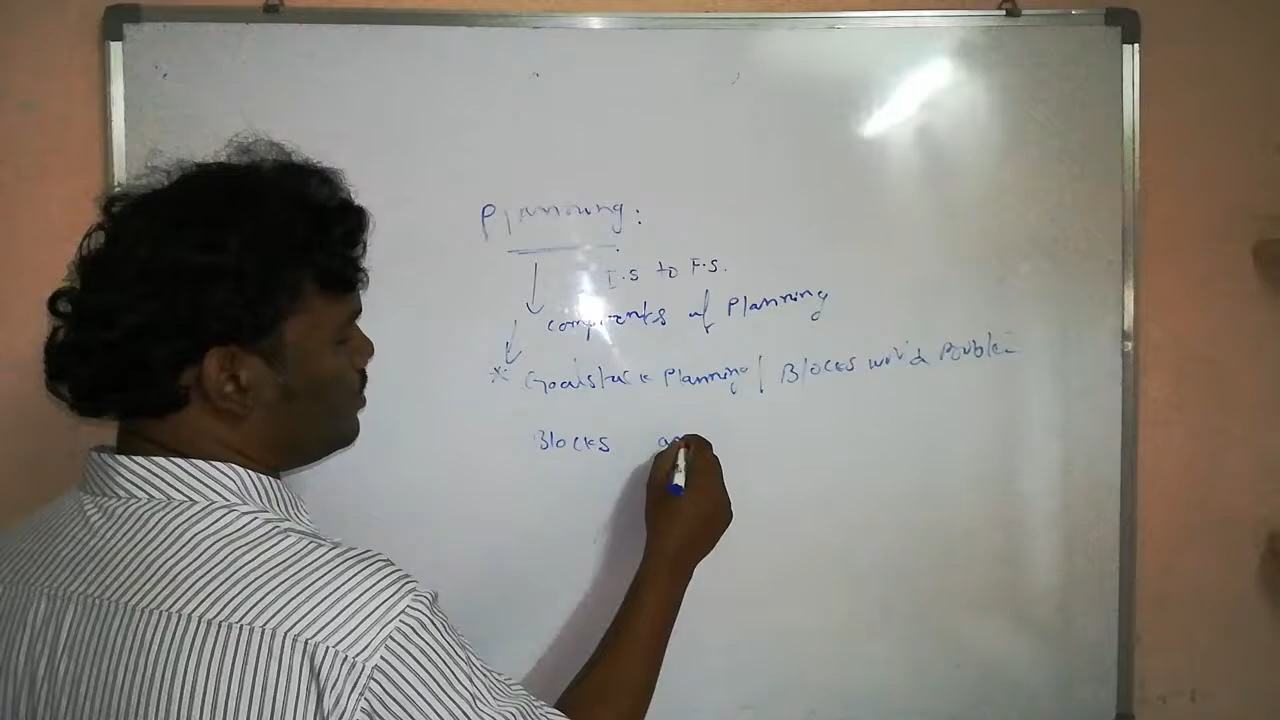 Planning:
I.S to F.S.
components of Planning
* Goalstack Planning / Blocks world Problem
Blocks